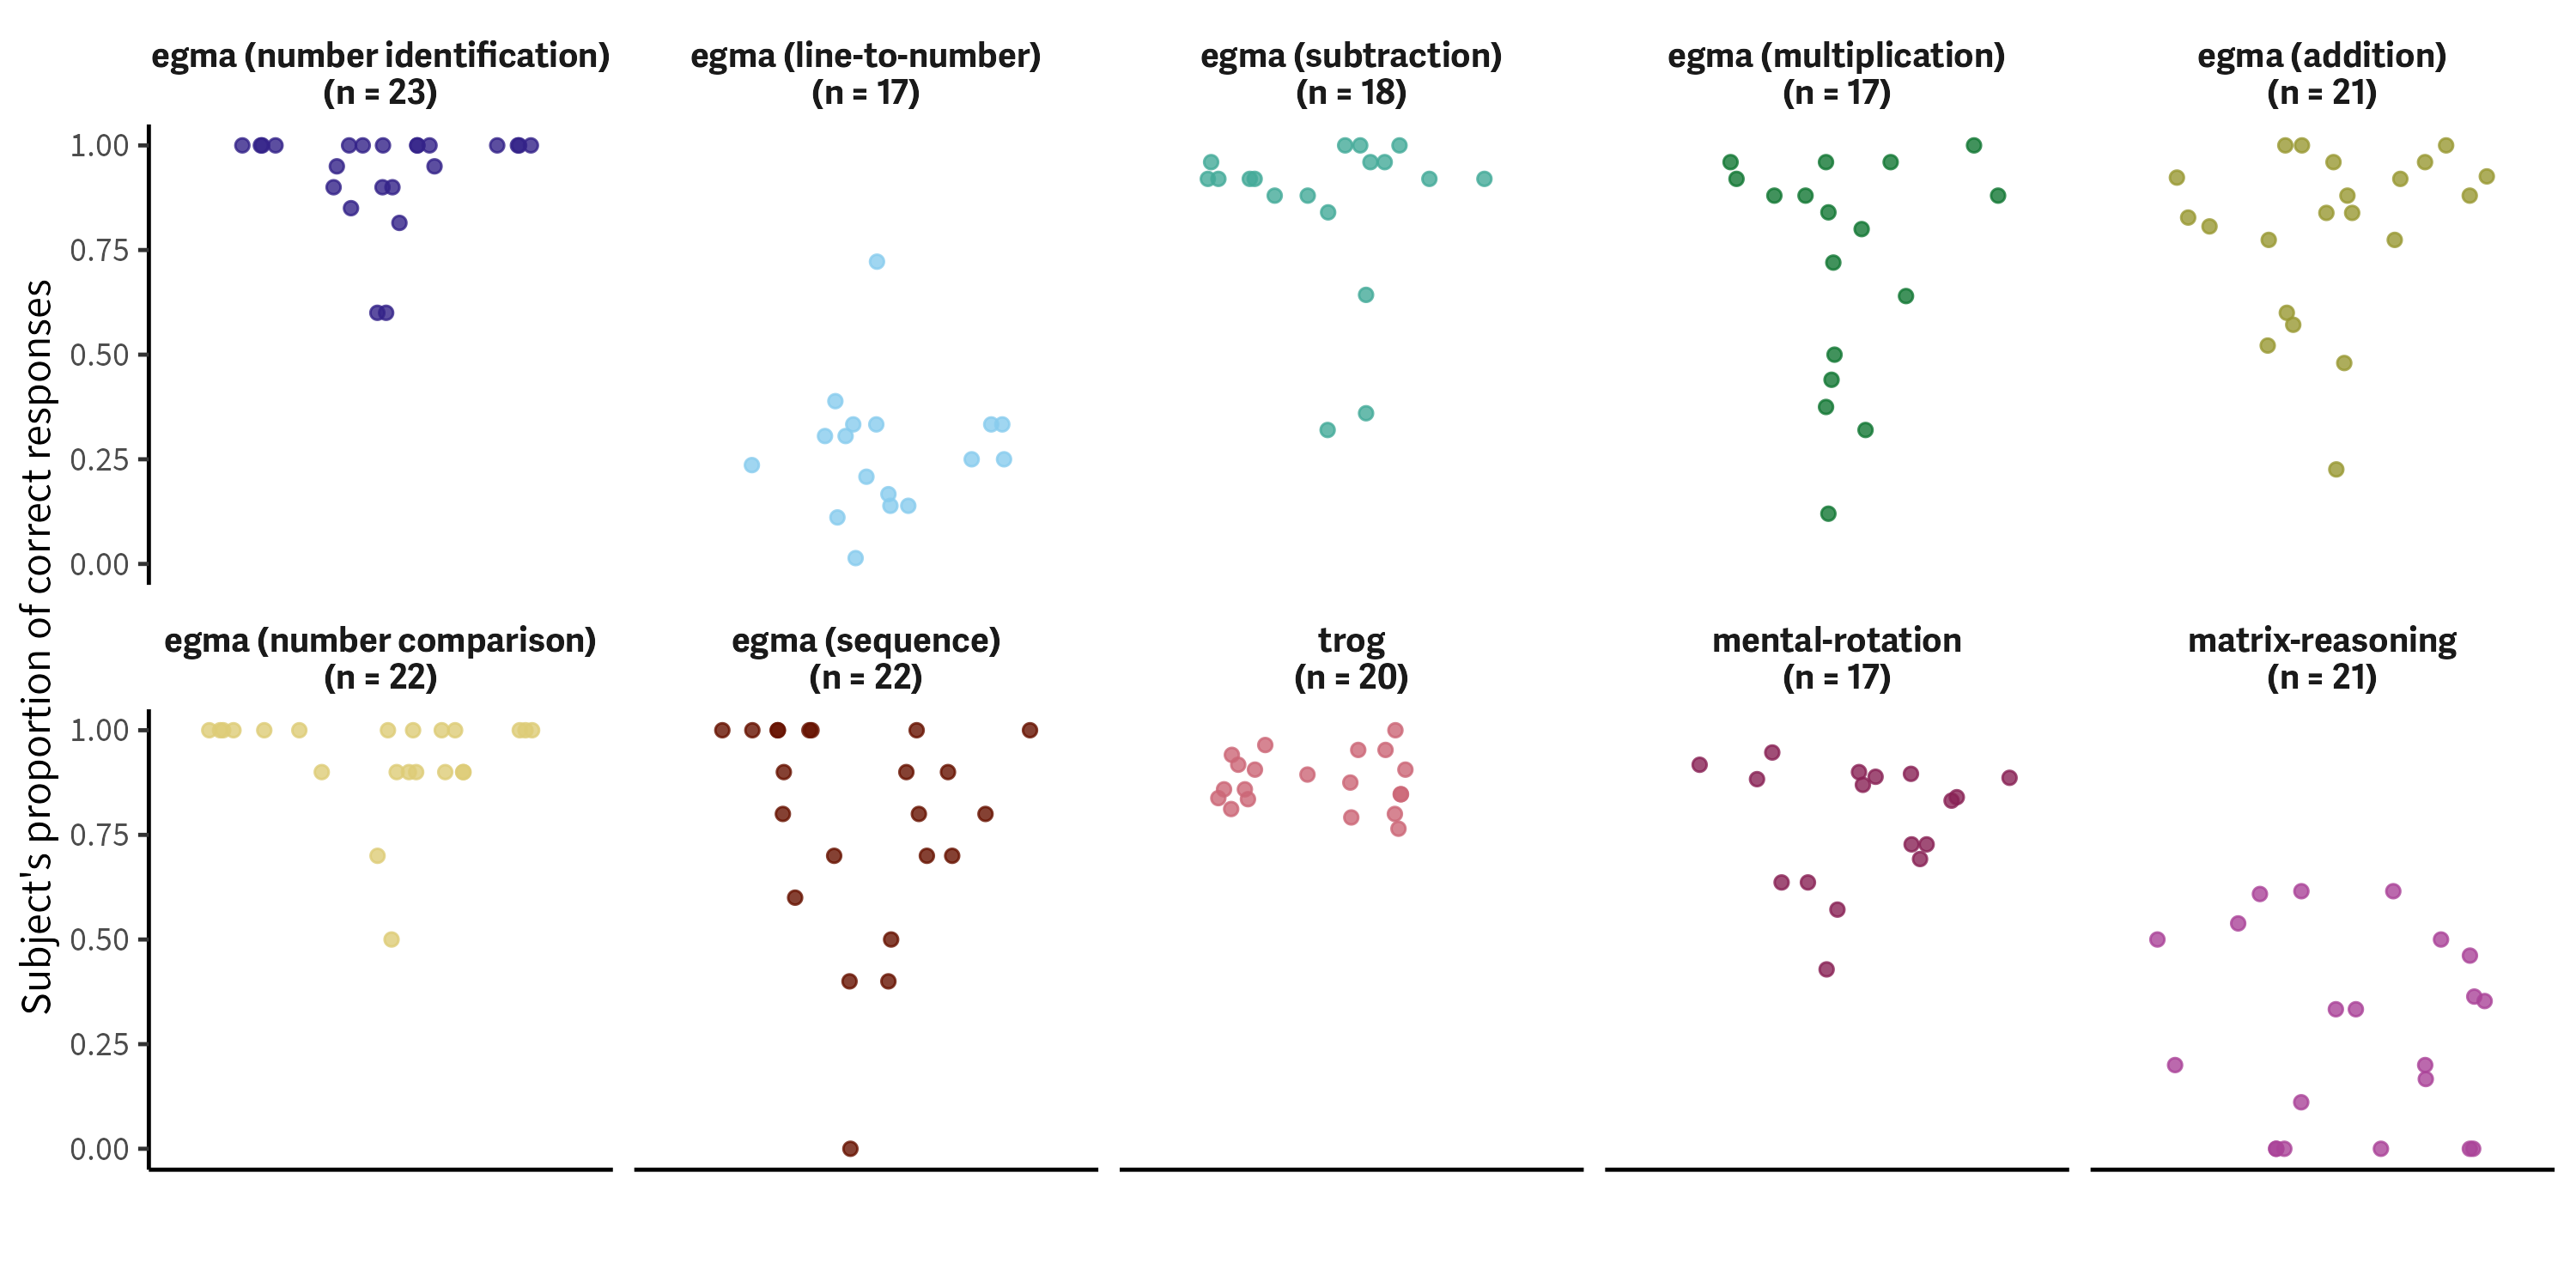 egma (number identification)
(n = 23)
egma (line-to-number)
(n = 17)
egma (subtraction)
(n = 18)
egma (multiplication)
(n = 17)
egma (addition)
(n = 21)
1.00
0.75
0.50
0.25
0.00
Subject's proportion of correct responses
egma (number comparison)
(n = 22)
egma (sequence)
(n = 22)
trog
(n = 20)
mental-rotation
(n = 17)
matrix-reasoning
(n = 21)
1.00
0.75
0.50
0.25
0.00